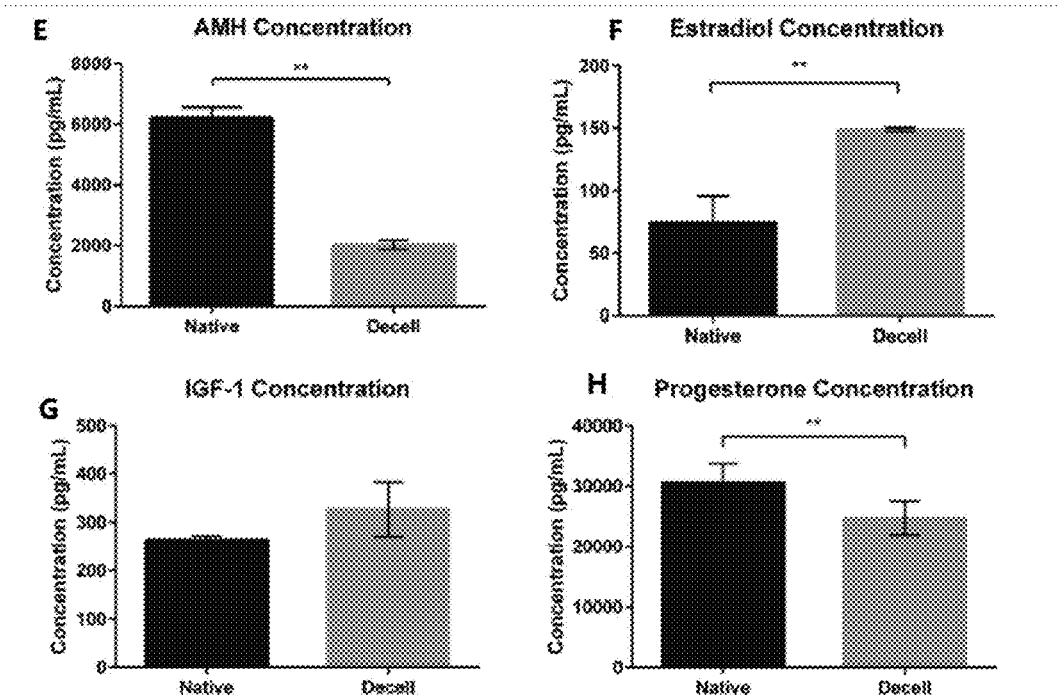 E
AMH Concentration
Concentration (pg/mL)
8000
6000
4000
2000
0
**
Native
Decell
F
Estradiol Concentration
Concentration (pg/mL)
200
150
100
50
0
**
Native
Decell
G
IGF-1 Concentration
Concentration (pg/mL)
500
400
300
200
100
0
Native
Decell
H
Progesterone Concentration
Concentration (pg/mL)
40000
30000
20000
10000
0
**
Native
Decell